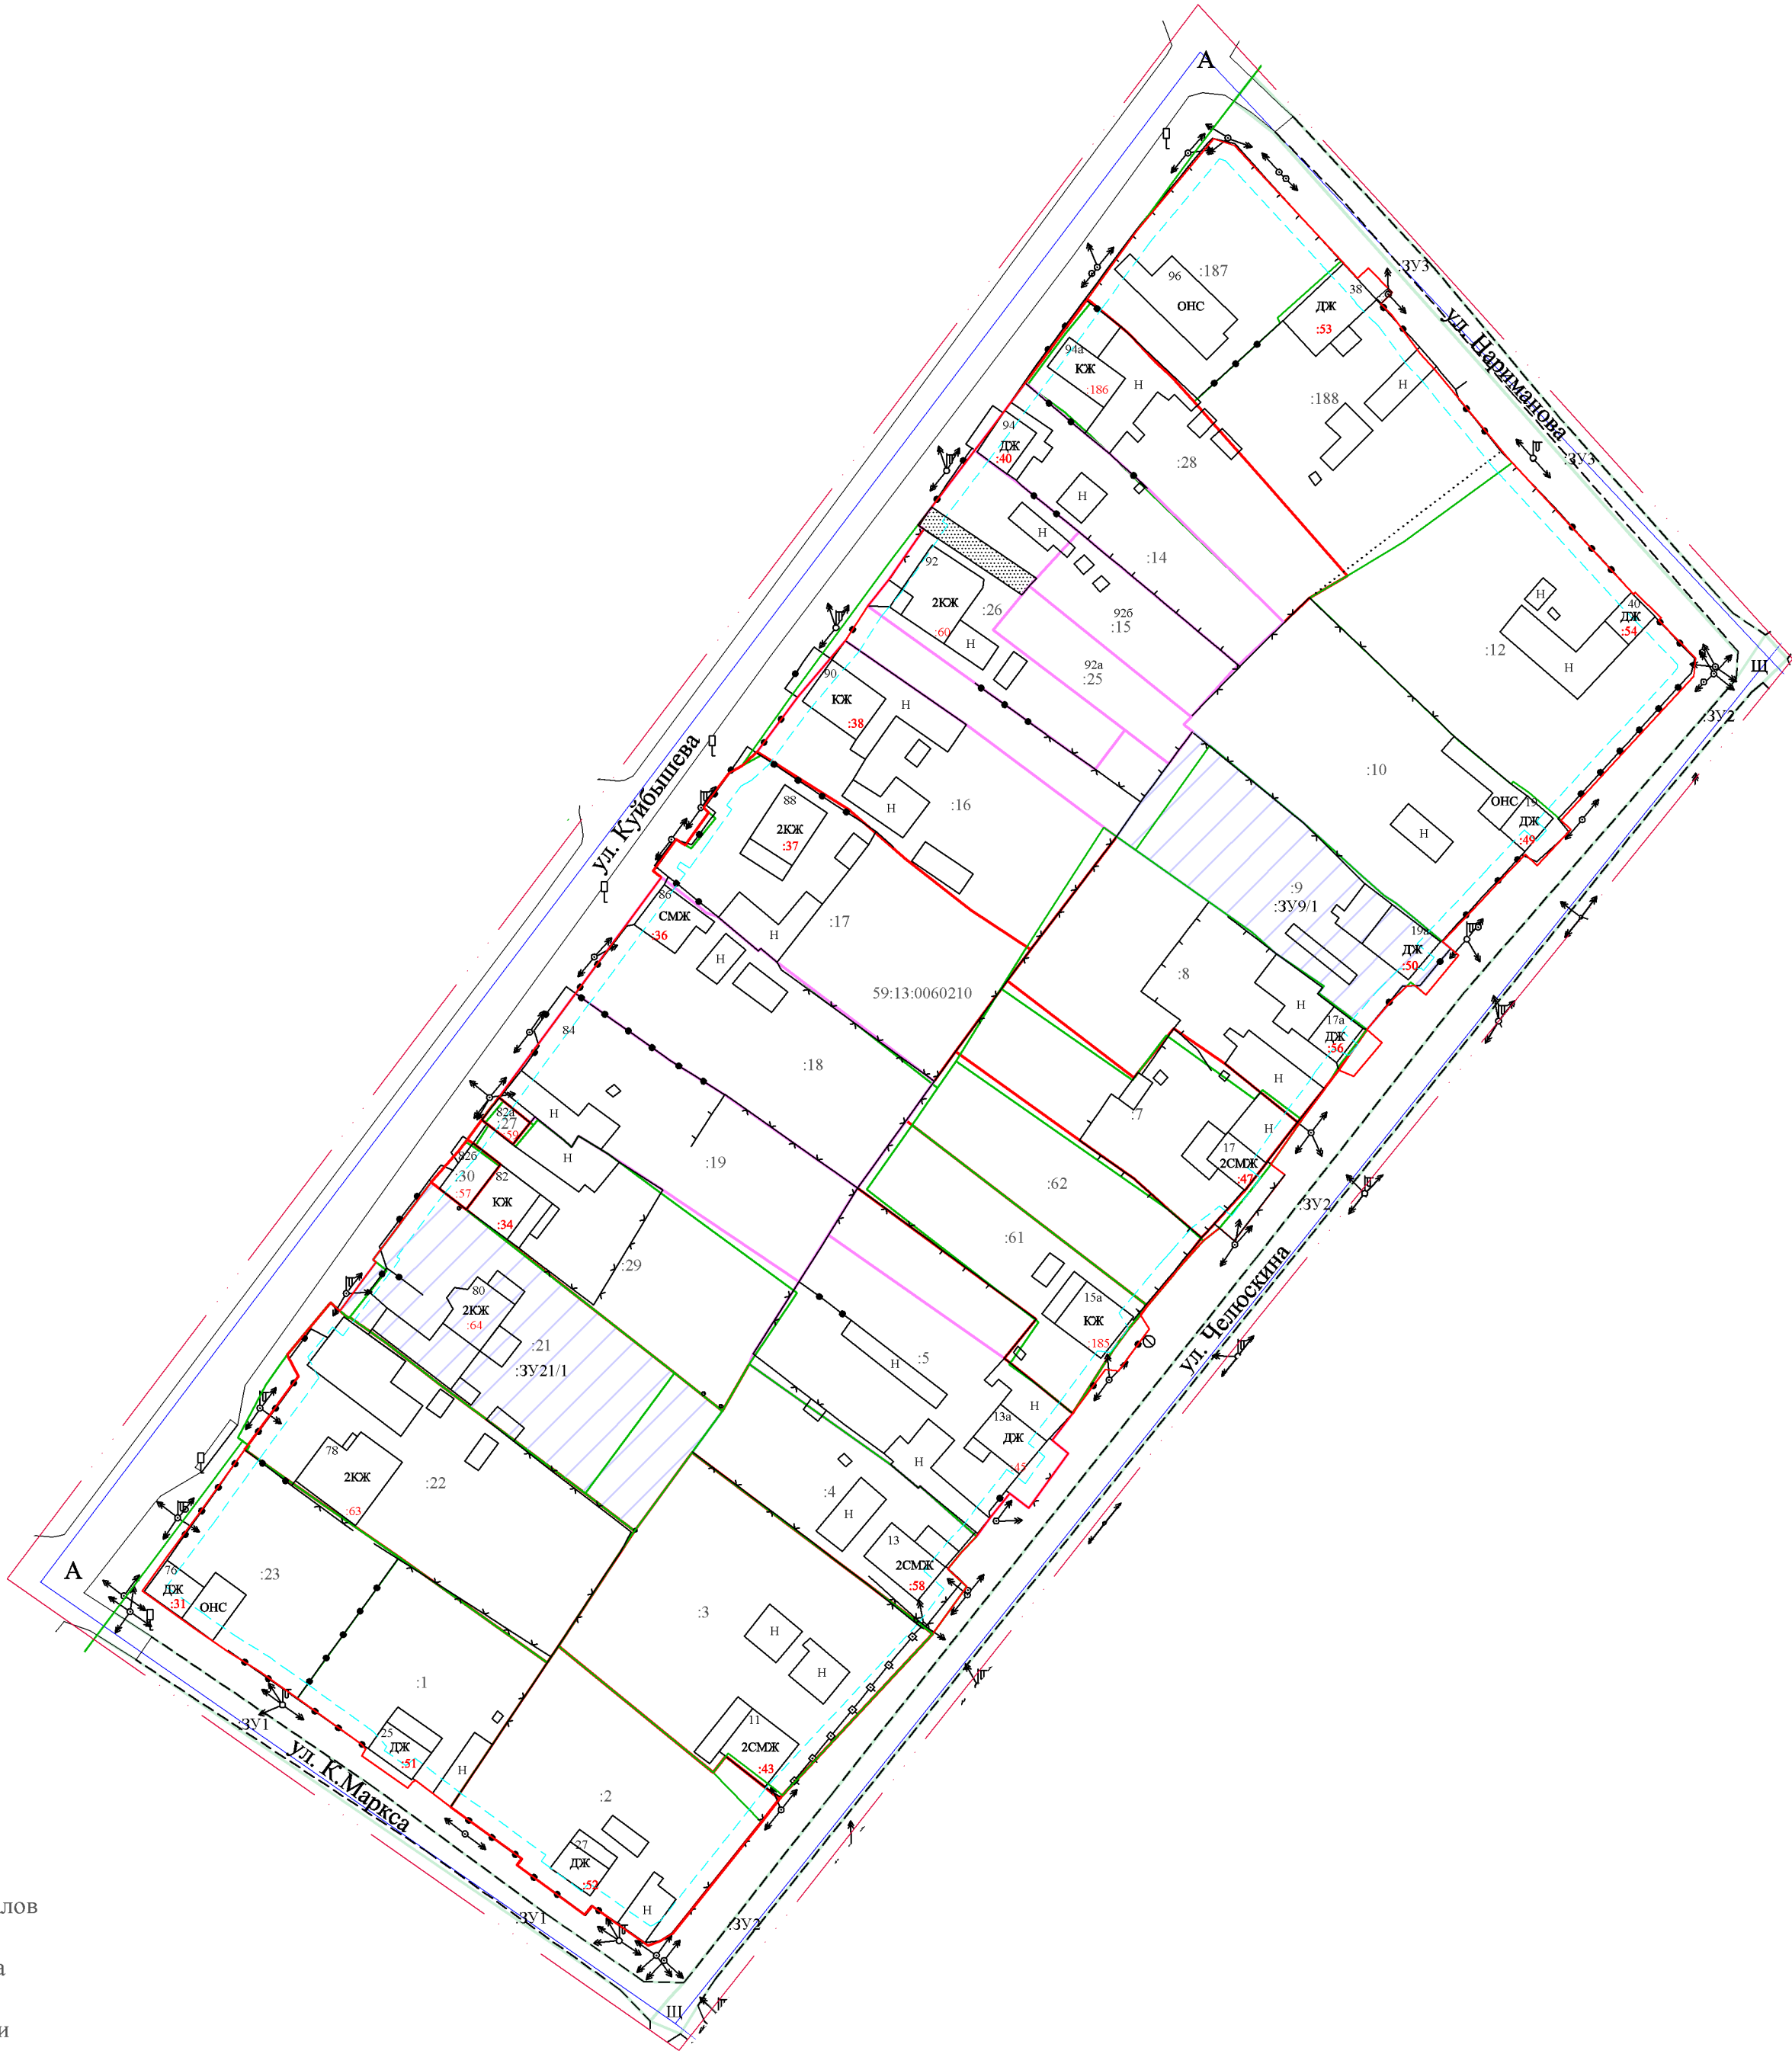 А
:ЗУ3
96
:187
ОНС
38
ДЖ
:53
ул. Нариманова
94а
КЖ
:186
Н
Н
:188
94
ДЖ
:40
:28
:ЗУ3
Н
Н
:14
92
2КЖ
:60
:26
Н
92б
:15
92а
:25
Н
40
ДЖ
:54
:12
Н
Щ
:ЗУ2
90
КЖ
:38
Н
Н
:16
:10
ул. Куйбышева
88
2КЖ
:37
ОНС
19
ДЖ
:49
Н
86
СМЖ
:36
Н
Н
:17
:9
:ЗУ9/1
19а
ДЖ
:50
:8
59:13:0060210
Н
17а
ДЖ
:56
84
:18
Н
:7
Н
82а
:27
:59
Н
Н
82б
:30
:57
82
КЖ
:34
:19
:62
17
2СМЖ
:47
:ЗУ2
:61
:29
80
2КЖ
:64
:21
:ЗУ21/1
15а
КЖ
:185
ул. Челюскина
:5
Н
Н
13а
ДЖ
:45
78
2КЖ
:63
:22
Н
:4
Н
13
2СМЖ
:58
А
76
ДЖ
:31
ОНС
:23
:3
Н
Н
:1
:ЗУ1
25
ДЖ
:51
Н
11
2СМЖ
:43
ул. К.Маркса
:2
27
ДЖ
:52
Н
лов
:ЗУ1
:ЗУ2
а
Щ
и